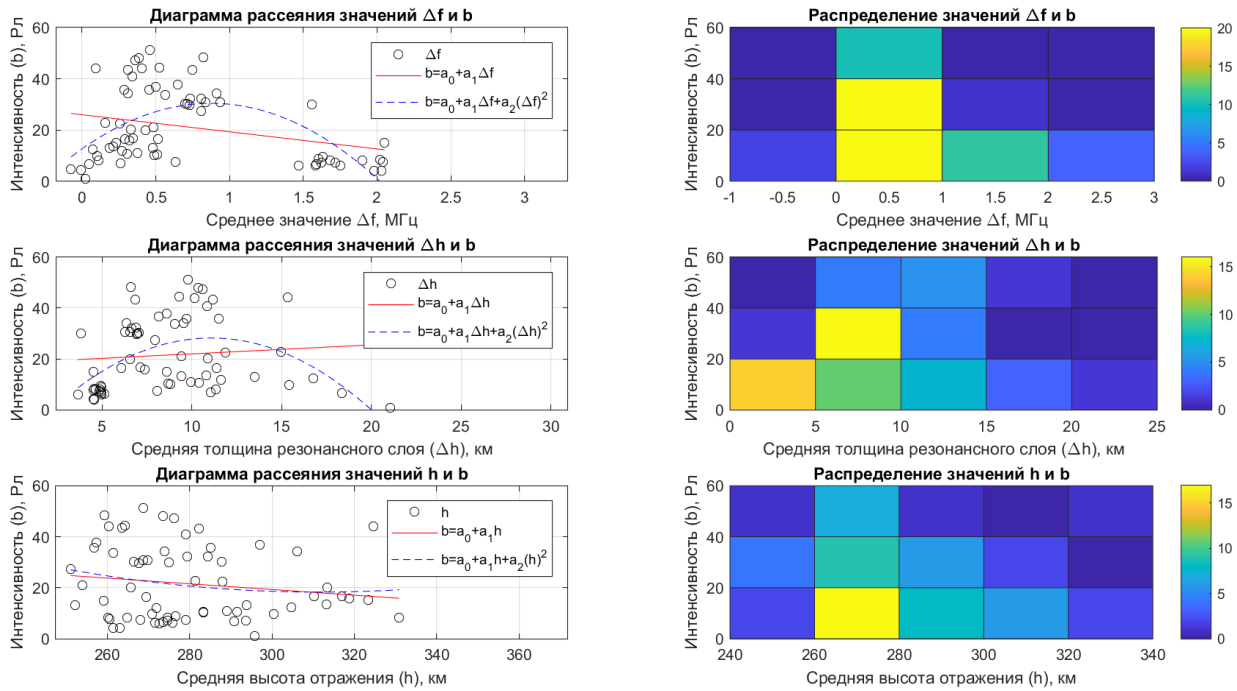 Диаграмма рассеяния значений Δf и b
Интенсивность (b), Рл
60
40
20
0
0 0.5 1 1.5 2 2.5 3
Среднее значение Δf, МГц
Δf
b=a₀+a₁Δf
b=a₀+a₁Δf+a₂(Δf)²
Распределение значений Δf и b
Интенсивность (b), Рл
60
40
20
0
-1 -0.5 0 0.5 1 1.5 2 2.5 3
Среднее значение Δf, МГц
20
15
10
5
0
Диаграмма рассеяния значений Δh и b
Интенсивность (b), Рл
60
40
20
0
5 10 15 20 25 30
Средняя толщина резонансного слоя (Δh), км
Δh
b=a₀+a₁Δh
b=a₀+a₁Δh+a₂(Δh)²
Распределение значений Δh и b
Интенсивность (b), Рл
60
40
20
0
0 5 10 15 20 25
Средняя толщина резонансного слоя (Δh), км
15
10
5
0
Диаграмма рассеяния значений h и b
Интенсивность (b), Рл
60
40
20
0
260 280 300 320 340 360
Средняя высота отражения (h), км
h
b=a₀+a₁h
b=a₀+a₁h+a₂(h)²
Распределение значений h и b
Интенсивность (b), Рл
60
40
20
0
240 260 280 300 320 340
Средняя высота отражения (h), км
15
10
5
0